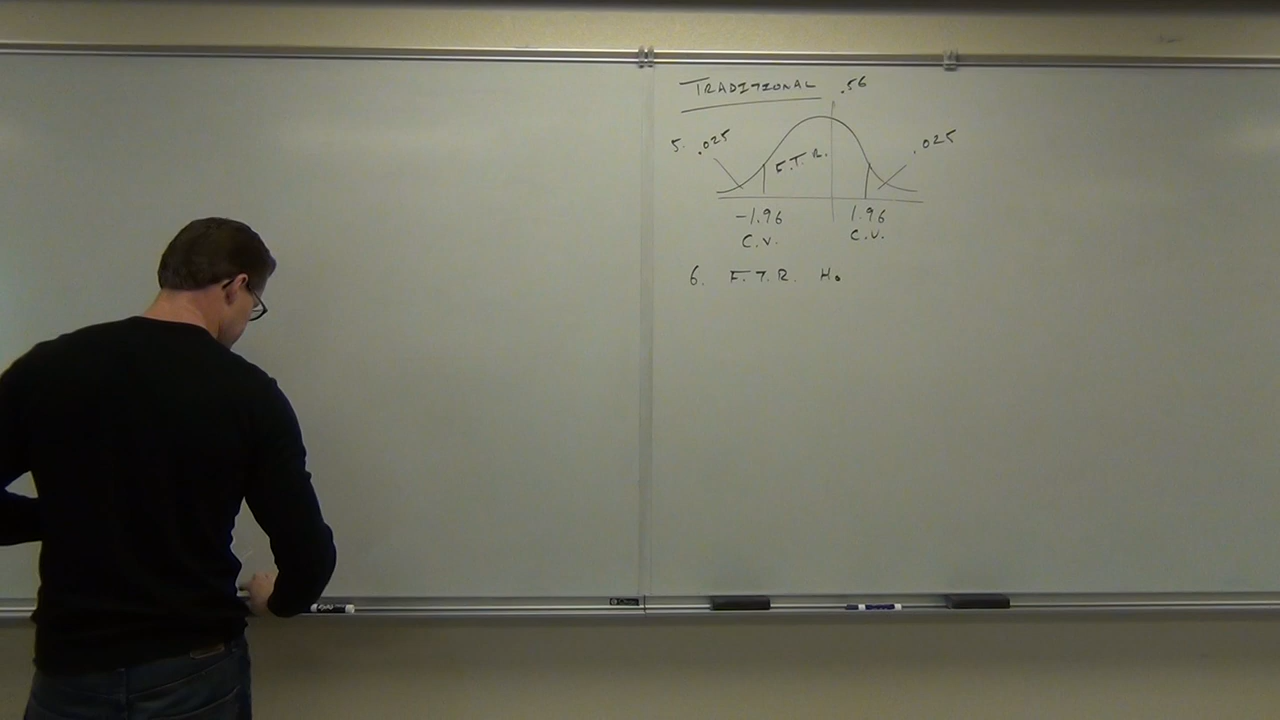 TRADITIONAL .56
5. .025 F.T.R. .025
-1.96 1.96
C.V. C.V.
6. F.T.R. H₀